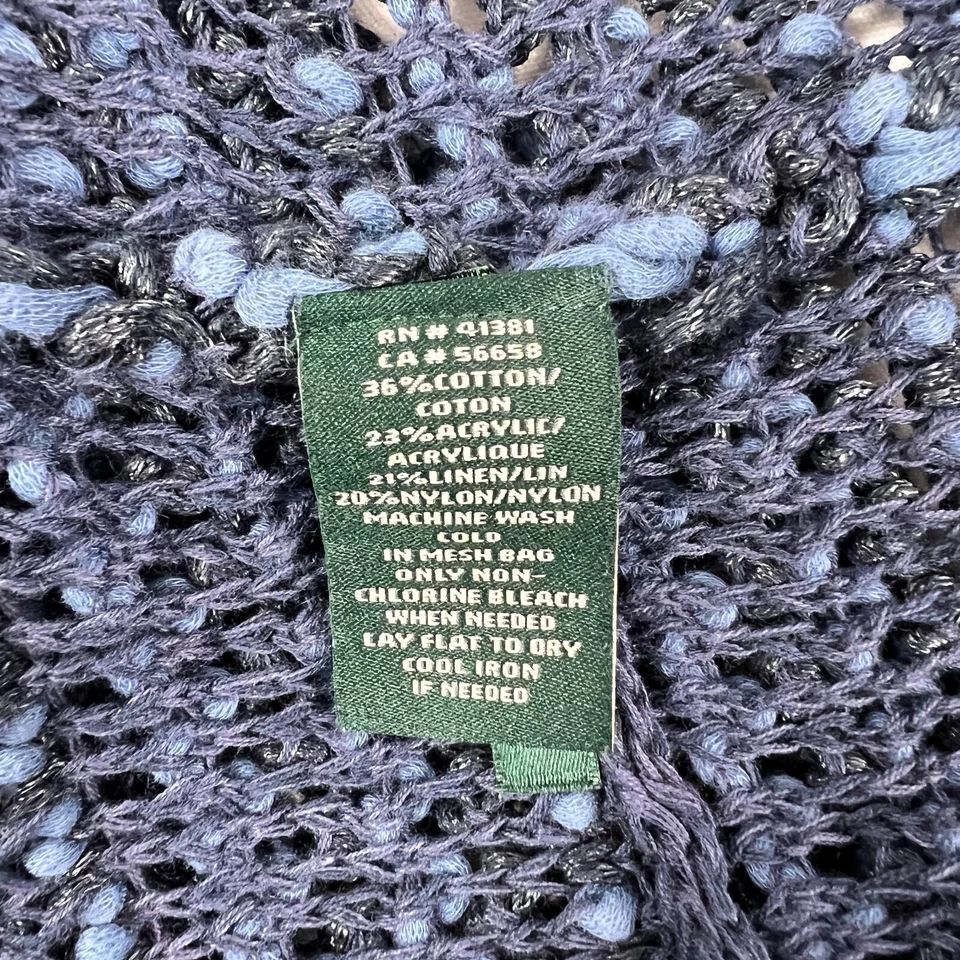 RN # 41381
CA # 56658
36%COTTON/
COTON
23%ACRYLIC/
ACRYLIQUE
21%LINEN/LIN
20%NYLON/NYLON
MACHINE WASH
COLD
IN MESH BAG
ONLY NON-
CHLORINE BLEACH
WHEN NEEDED
LAY FLAT TO DRY
COOL IRON
IF NEEDED